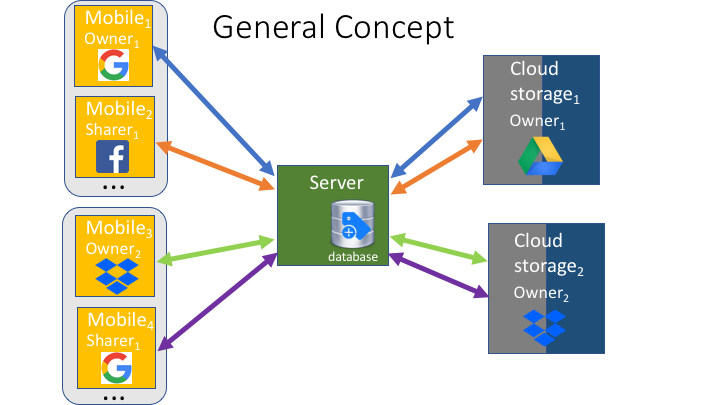 General Concept
Mobile₁
Owner₁
Mobile₂
Sharer₁
...
Mobile₃
Owner₂
Mobile₄
Sharer₁
...
Server
database
Cloud
storage₁
Owner₁
Cloud
storage₂
Owner₂